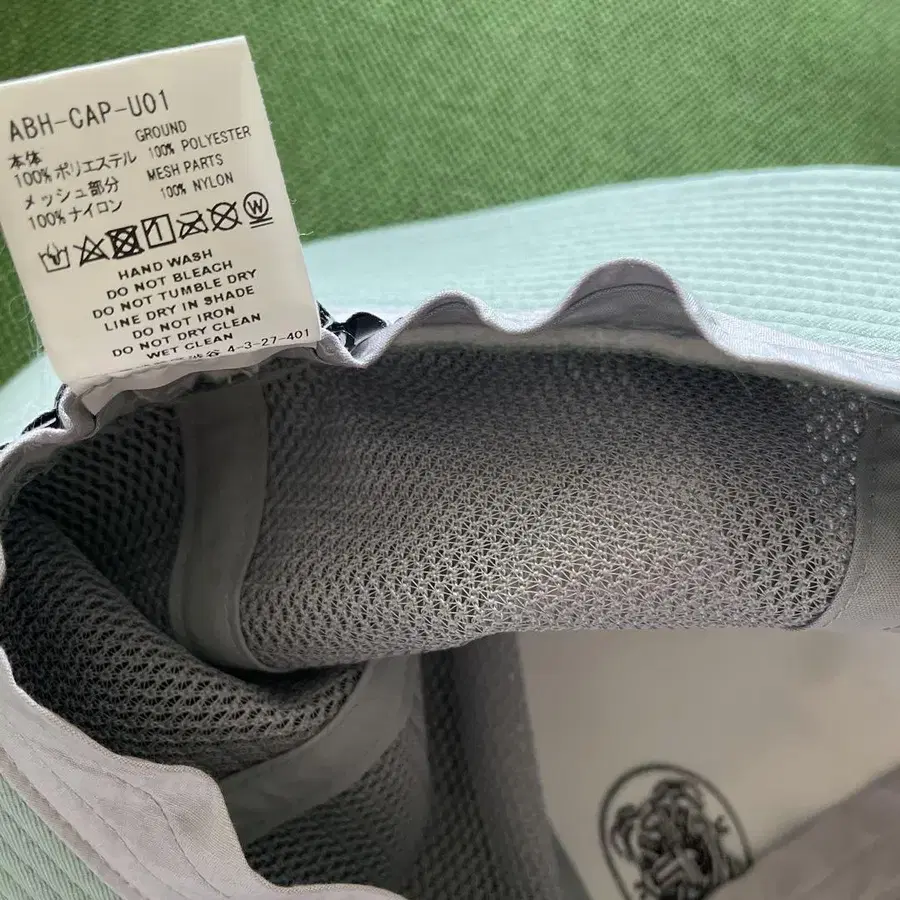 ABH-CAP-U01
本体
100% ポリエステル
メッシュ部分
100% ナイロン
GROUND
100% POLYESTER
MESH PARTS
100% NYLON
W
HAND WASH
DO NOT BLEACH
DO NOT TUMBLE DRY
LINE DRY IN SHADE
DO NOT IRON
DO NOT DRY CLEAN
WET CLEAN
4-3-27-401